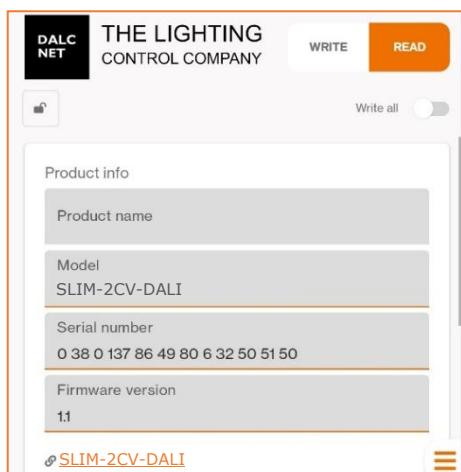 DALC
NET
THE LIGHTING
CONTROL COMPANY
WRITE
READ
Write all
Product info
Product name
Model
SLIM-2CV-DALI
Serial number
0 38 0 137 86 49 80 6 32 50 51 50
Firmware version
1.1
SLIM-2CV-DALI